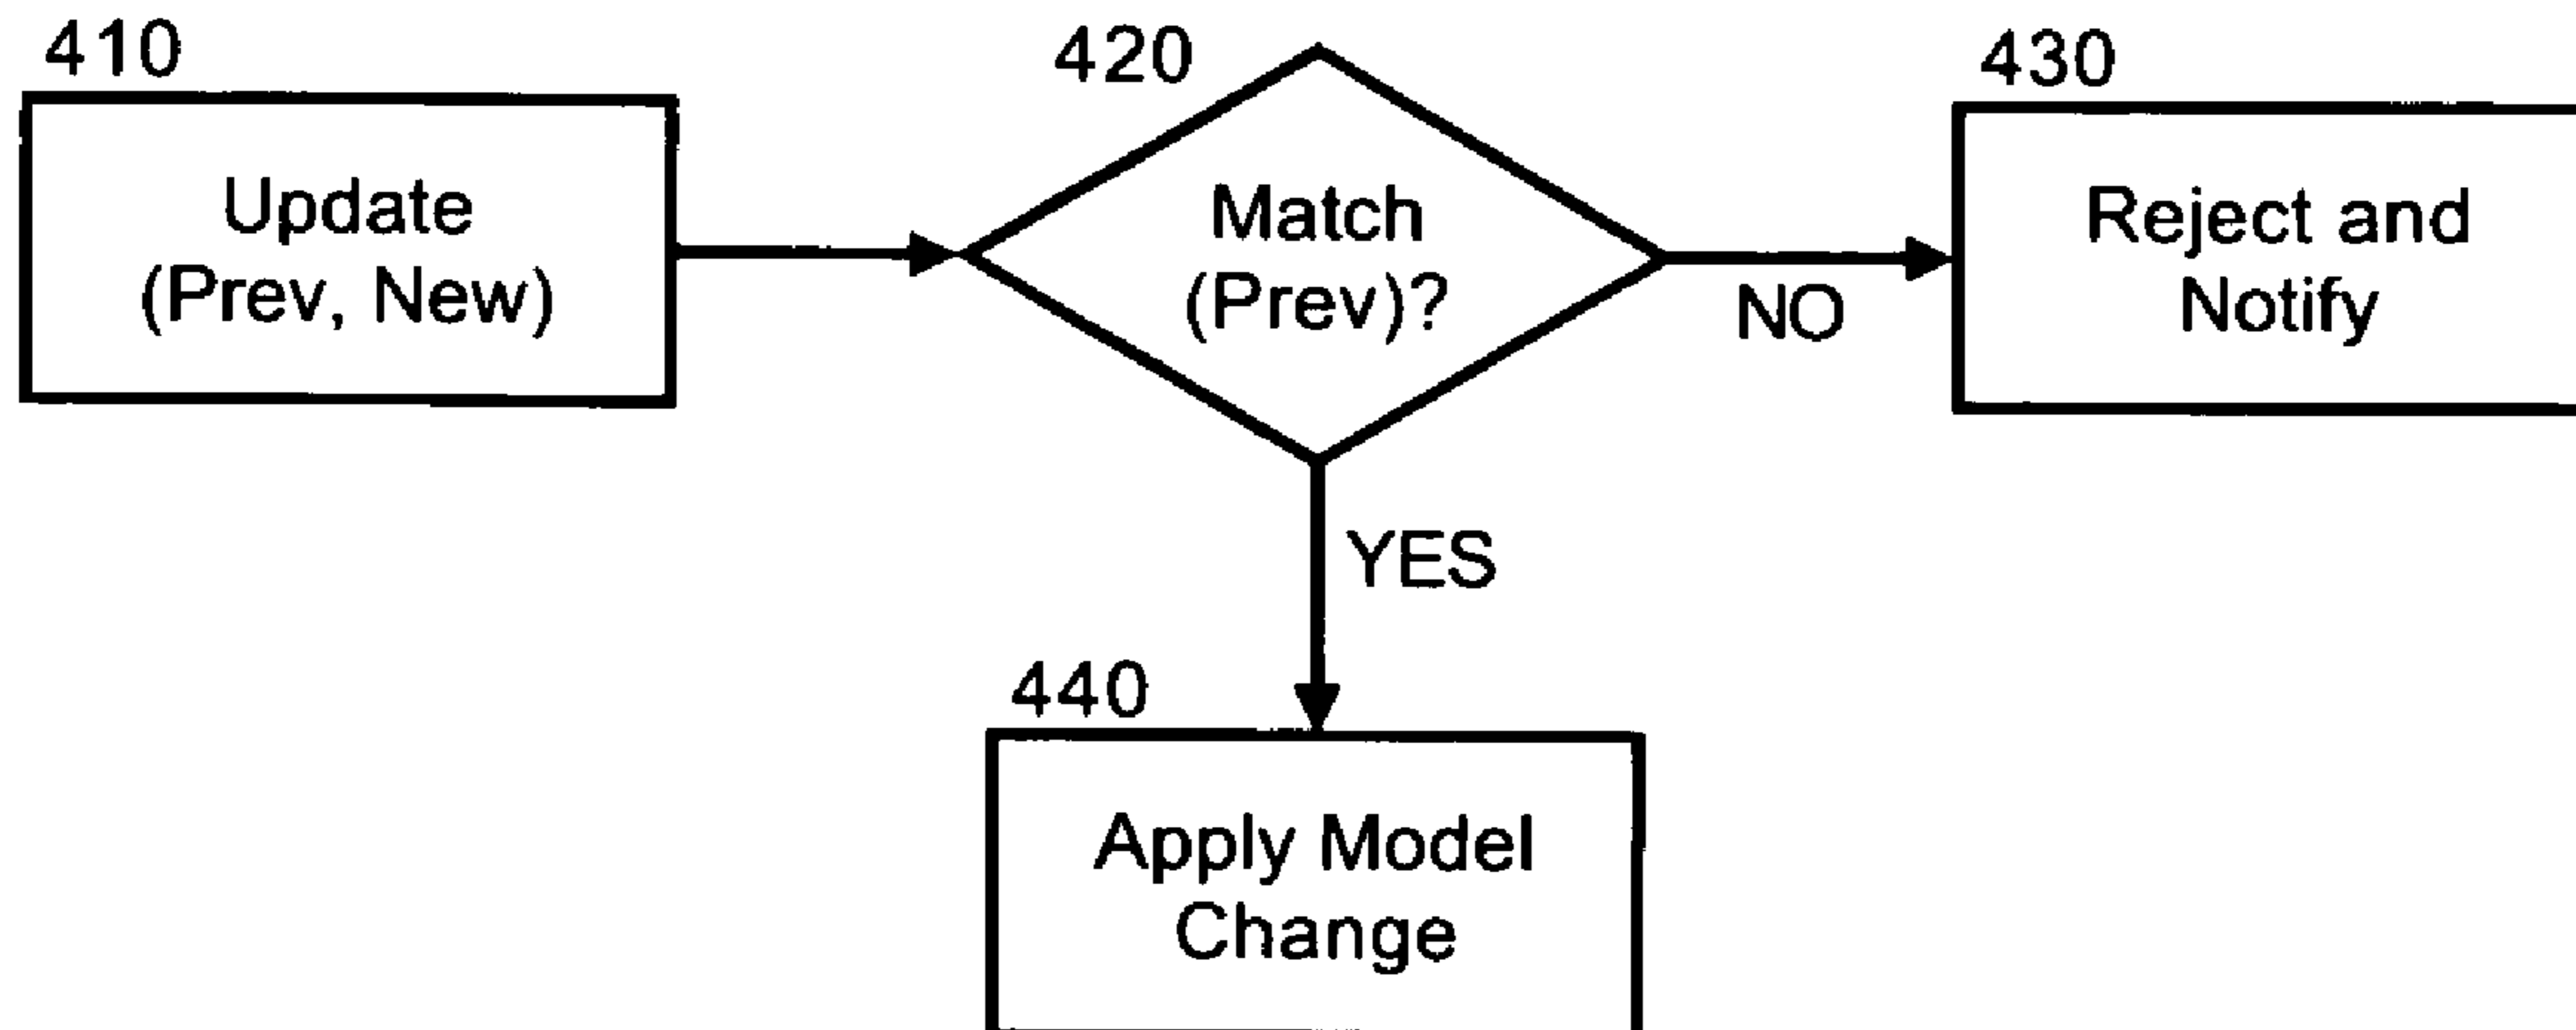 410
Update
(Prev, New)
420
Match
(Prev)?
NO
430
Reject and
Notify
YES
440
Apply Model
Change